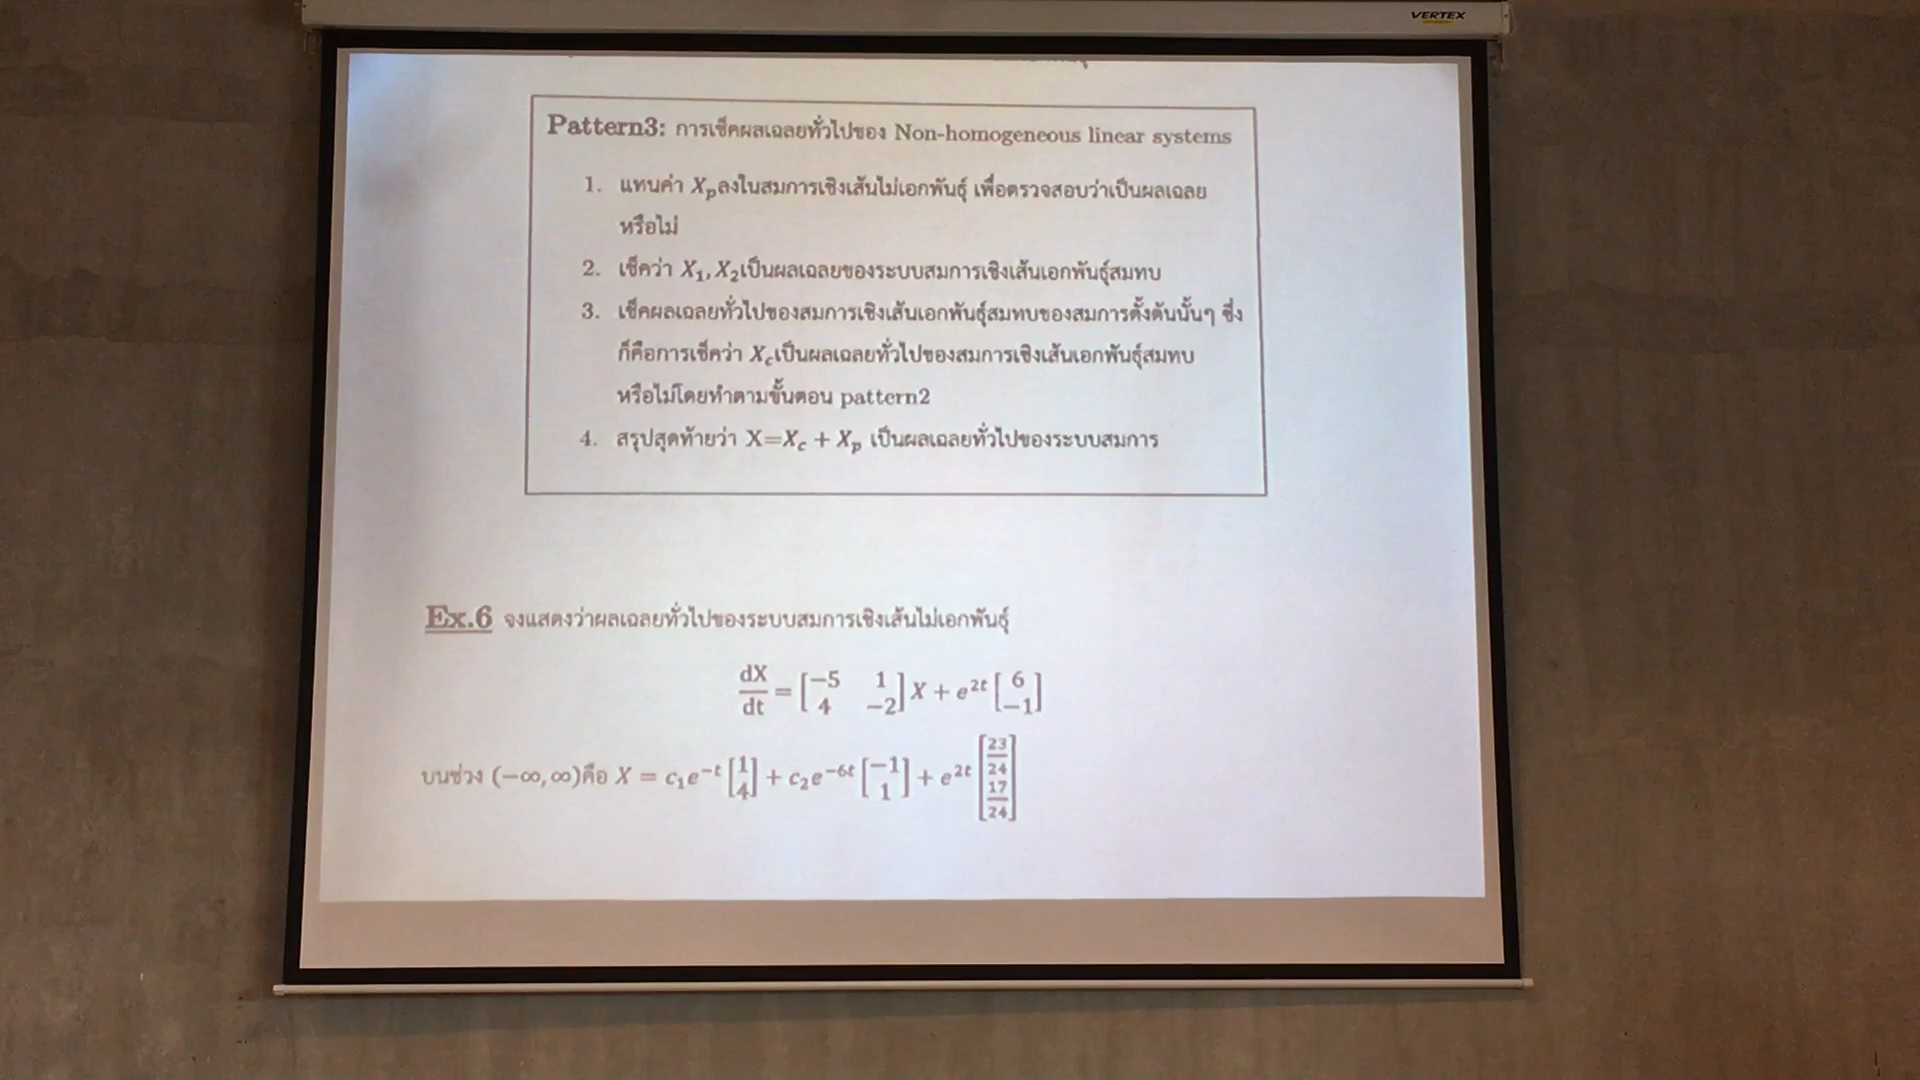 VERTEX
Pattern3: การเช็คผลเฉลยทั่วไปของ Non-homogeneous linear systems
1. แทนค่า Xₚลงในสมการเชิงเส้นไม่เอกพันธุ์ เพื่อตรวจสอบว่าเป็นผลเฉลย
หรือไม่
2. เช็คว่า X₁, X₂เป็นผลเฉลยของระบบสมการเชิงเส้นเอกพันธุ์สมทบ
3. เช็คผลเฉลยทั่วไปของสมการเชิงเส้นเอกพันธุ์สมทบของสมการตั้งต้นนั้นๆ ซึ่ง
ก็คือการเช็คว่า X_cเป็นผลเฉลยทั่วไปของสมการเชิงเส้นเอกพันธุ์สมทบ
หรือไม่โดยทำตามขั้นตอน pattern2
4. สรุปสุดท้ายว่า X=X_c + Xₚ เป็นผลเฉลยทั่วไปของระบบสมการ
Ex.6 จงแสดงว่าผลเฉลยทั่วไปของระบบสมการเชิงเส้นไม่เอกพันธุ์
dX/dt = [−5 1; 4 −2] X + e^{2t} [6; −1]
บนช่วง (−∞, ∞)คือ X = c₁e^{−t} [1; 4] + c₂e^{−6t} [−1; 1] + e^{2t} [23/24; 17/24]